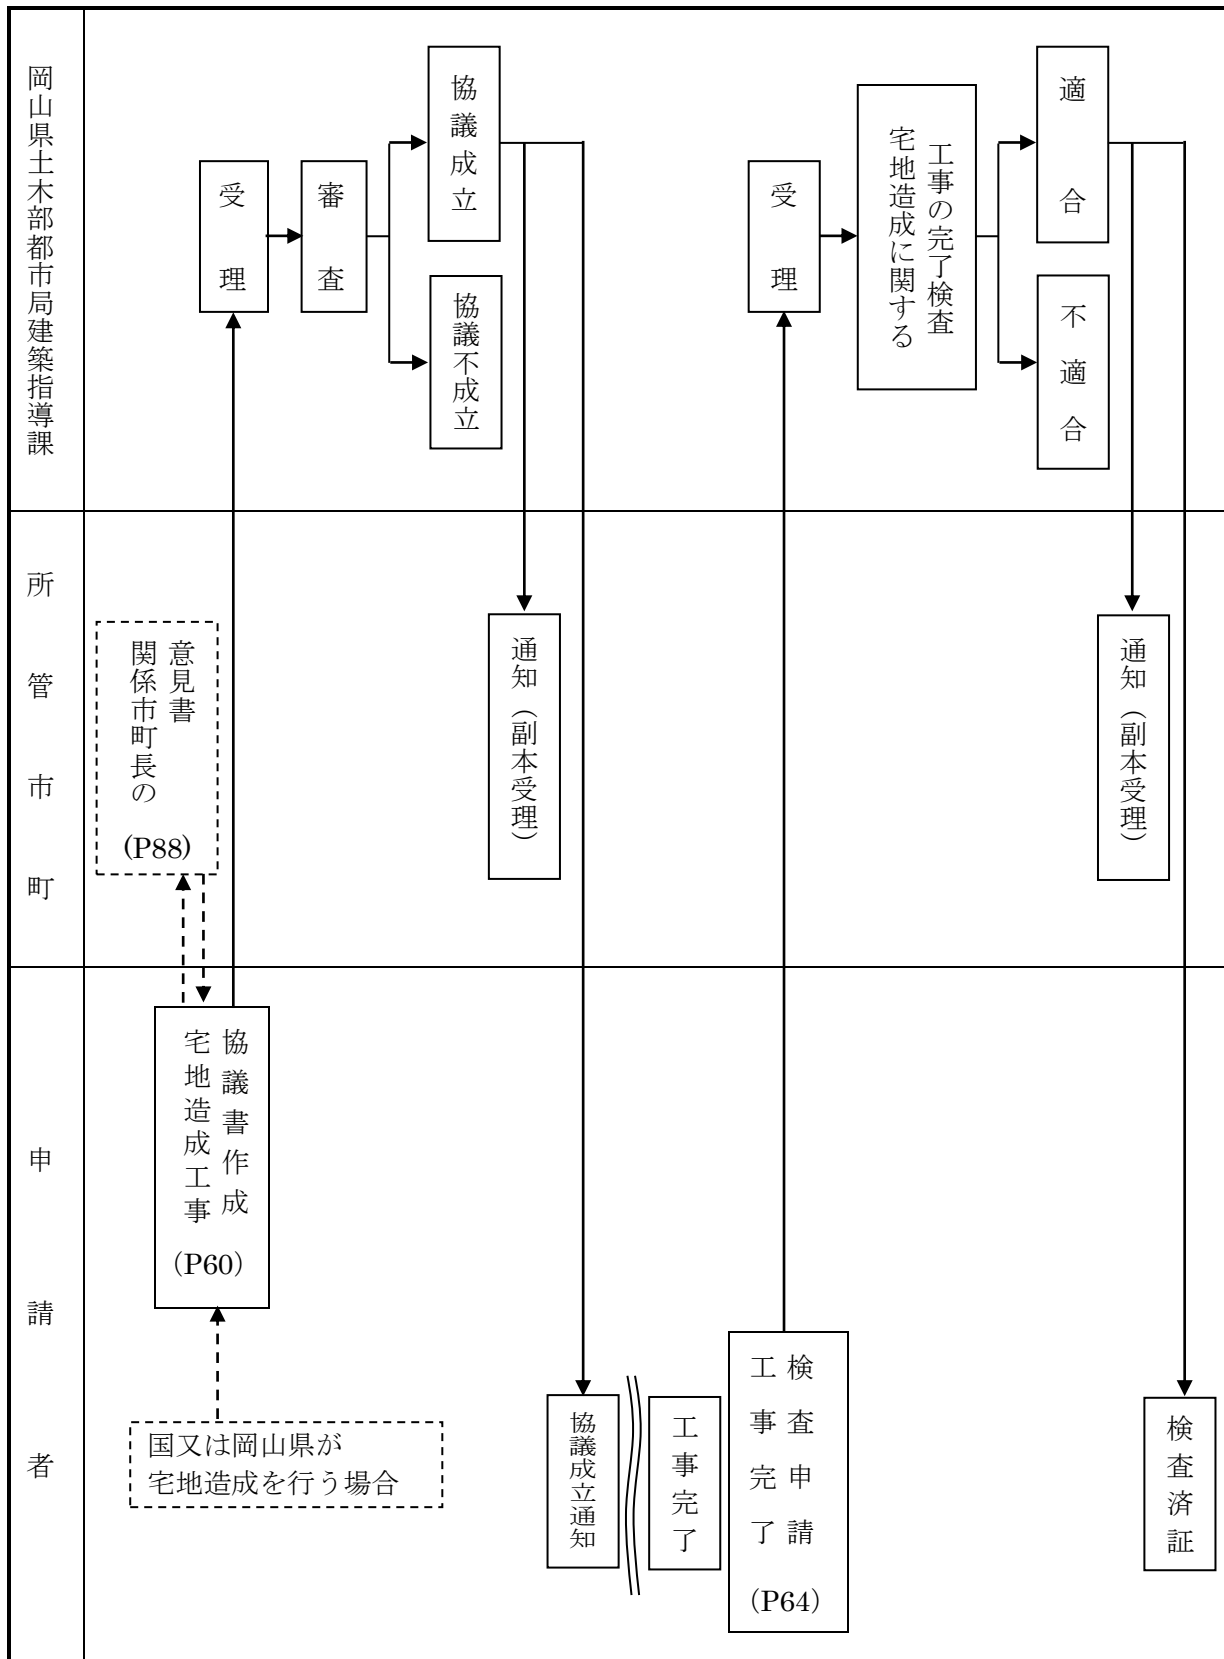 岡山県土木部都市局建築指導課
受理
審査
協議成立
協議不成立
受理
宅地造成に関する
工事の完了検査
適合
不適合
所管市町
関係市町長の
意見書
(P88)
通知（副本受理）
通知（副本受理）
申請者
宅地造成工事
協議書作成
（P60）
国又は岡山県が
宅地造成を行う場合
協議成立通知
工事完了
工事完了
検査申請
（P64）
検査済証